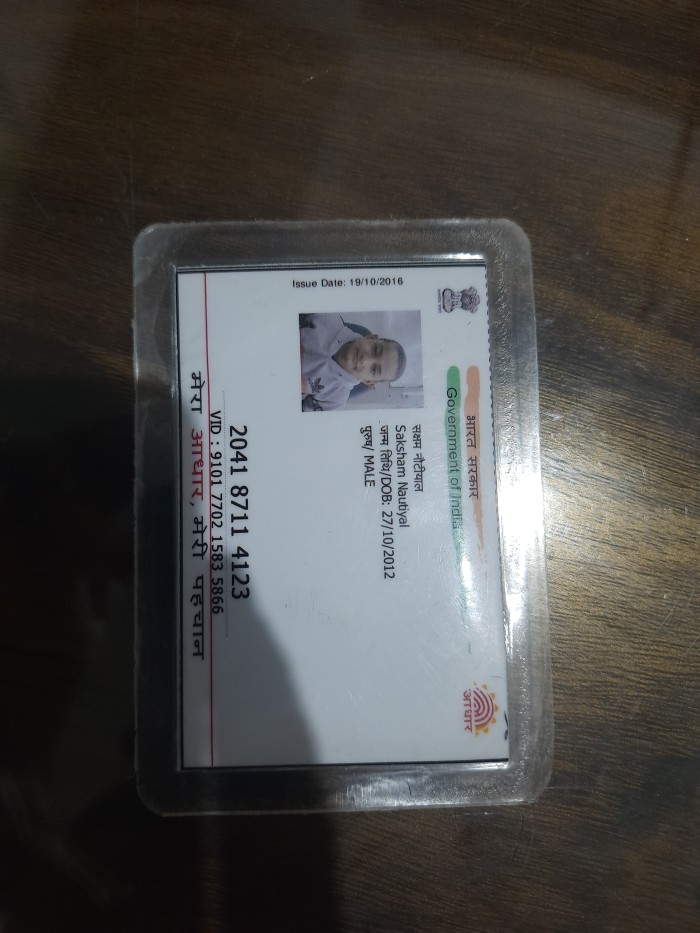 भारत सरकार
Government of India
Issue Date: 19/10/2016
सक्षम नौटीयाल
Saksham Nautiyal
जन्म तिथि/DOB: 27/10/2012
पुरुष/ MALE
आधार
2041 8711 4123
VID : 9101 7702 1583 5866
मेरा आधार, मेरी पहचान